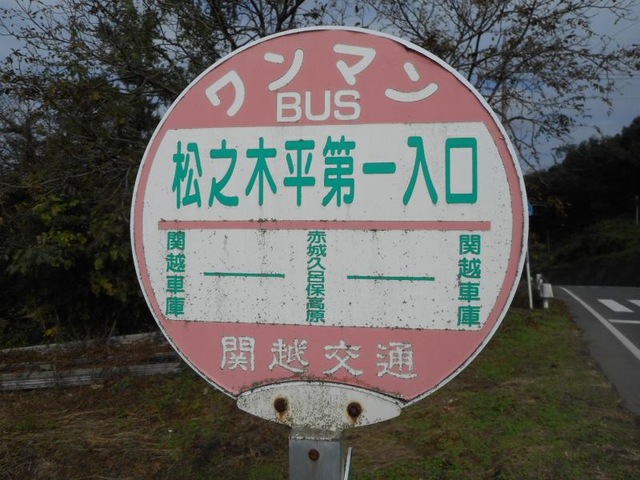 ワンマン
BUS
松之木平第一入口
関越車庫
赤城久呂保高原
関越車庫
関越交通